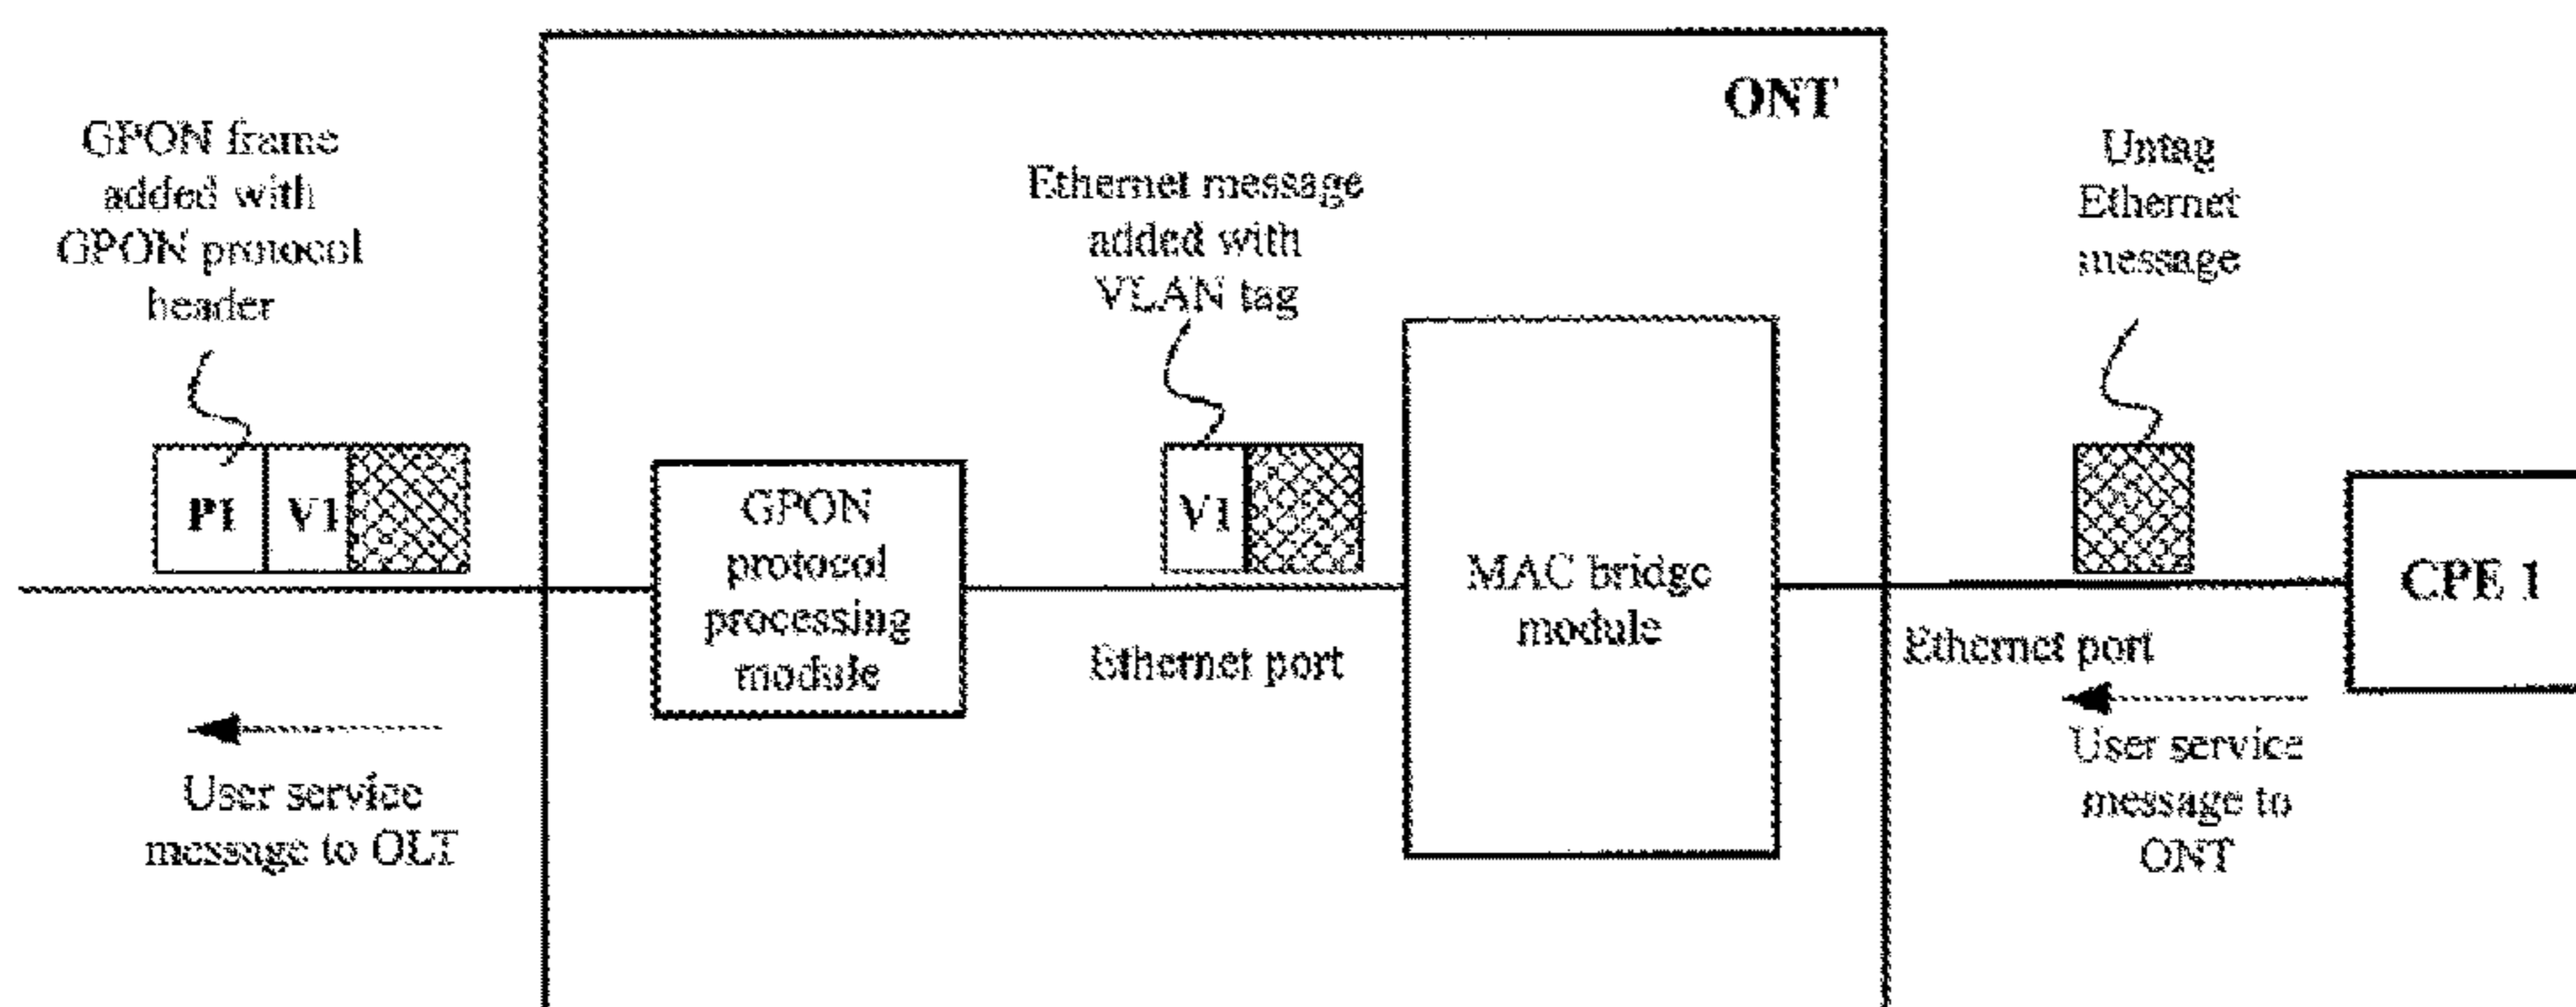 ONT
GPON frame
added with
GPON protocol
header
Ethernet message
added with
VLAN tag
Untag
Ethernet
message
P1 V1
GPON
protocol
processing
module
V1
MAC bridge
module
CPE 1
Ethernet port
Ethernet port
User service
message to OLT
User service
message to
ONT